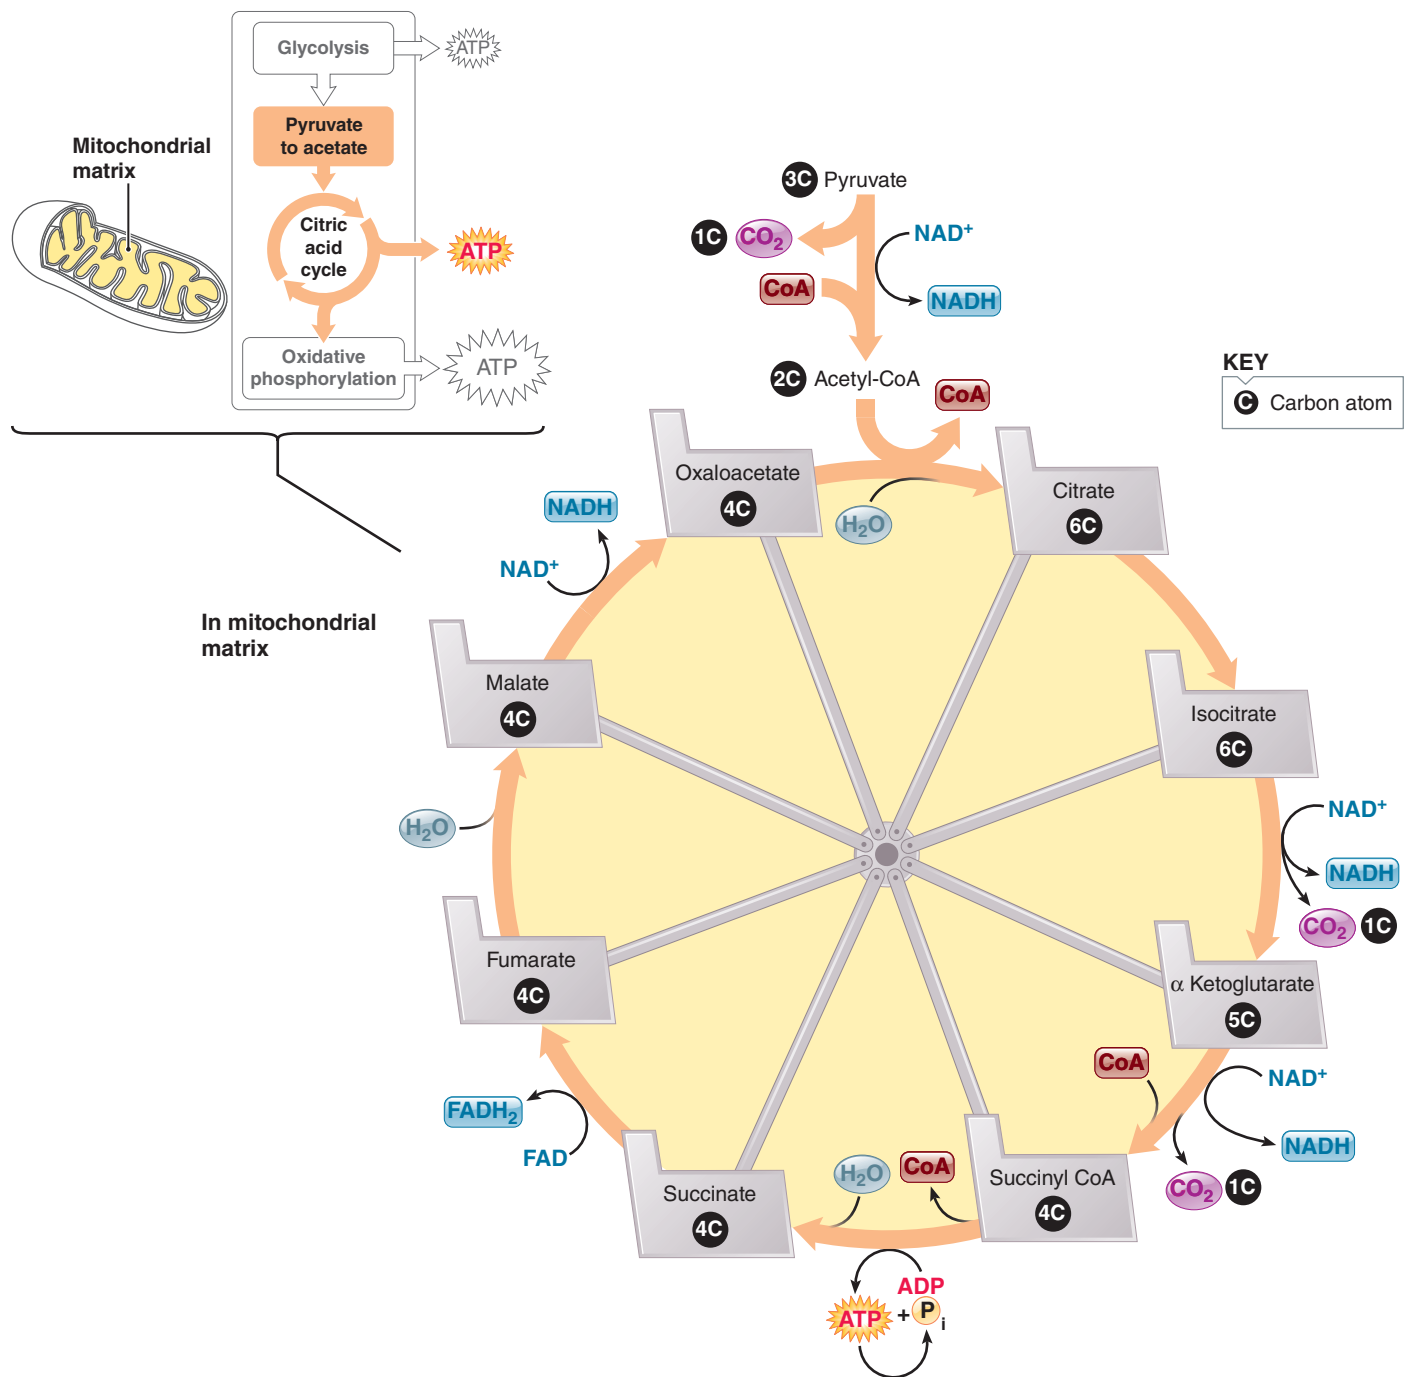 Glycolysis
ATP
Pyruvate
to acetate
Mitochondrial
matrix
Citric
acid
cycle
ATP
Oxidative
phosphorylation
ATP
3C Pyruvate
1C CO₂
NAD⁺
CoA
NADH
2C Acetyl-CoA
CoA
KEY
C Carbon atom
Oxaloacetate
4C
H₂O
Citrate
6C
NADH
NAD⁺
In mitochondrial
matrix
Malate
4C
Isocitrate
6C
H₂O
NAD⁺
NADH
CO₂ 1C
Fumarate
4C
α Ketoglutarate
5C
CoA
NAD⁺
NADH
CO₂ 1C
FADH₂
FAD
Succinate
4C
H₂O
CoA
Succinyl CoA
4C
ADP
ATP + Pi